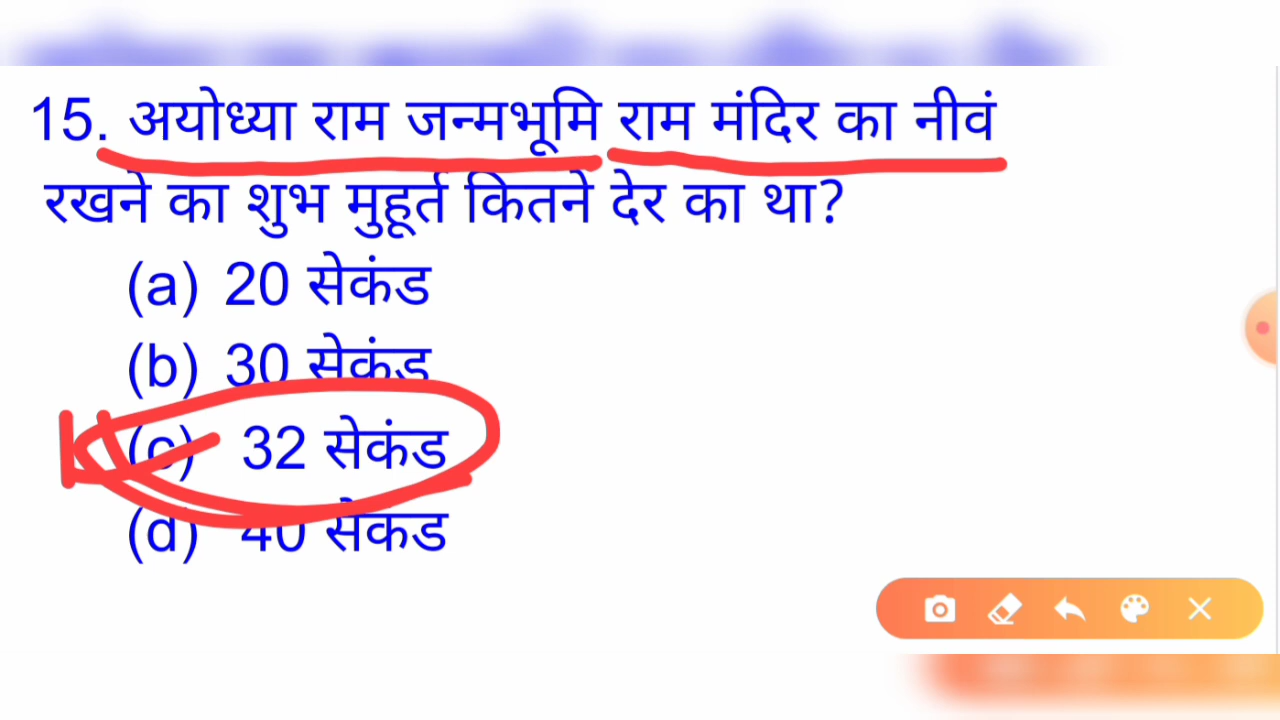 15. अयोध्या राम जन्मभूमि राम मंदिर का नीवं
रखने का शुभ मुहूर्त कितने देर का था?
(a) 20 सेकंड
(b) 30 सेकंड
(c) 32 सेकंड
(d) 40 सेकंड